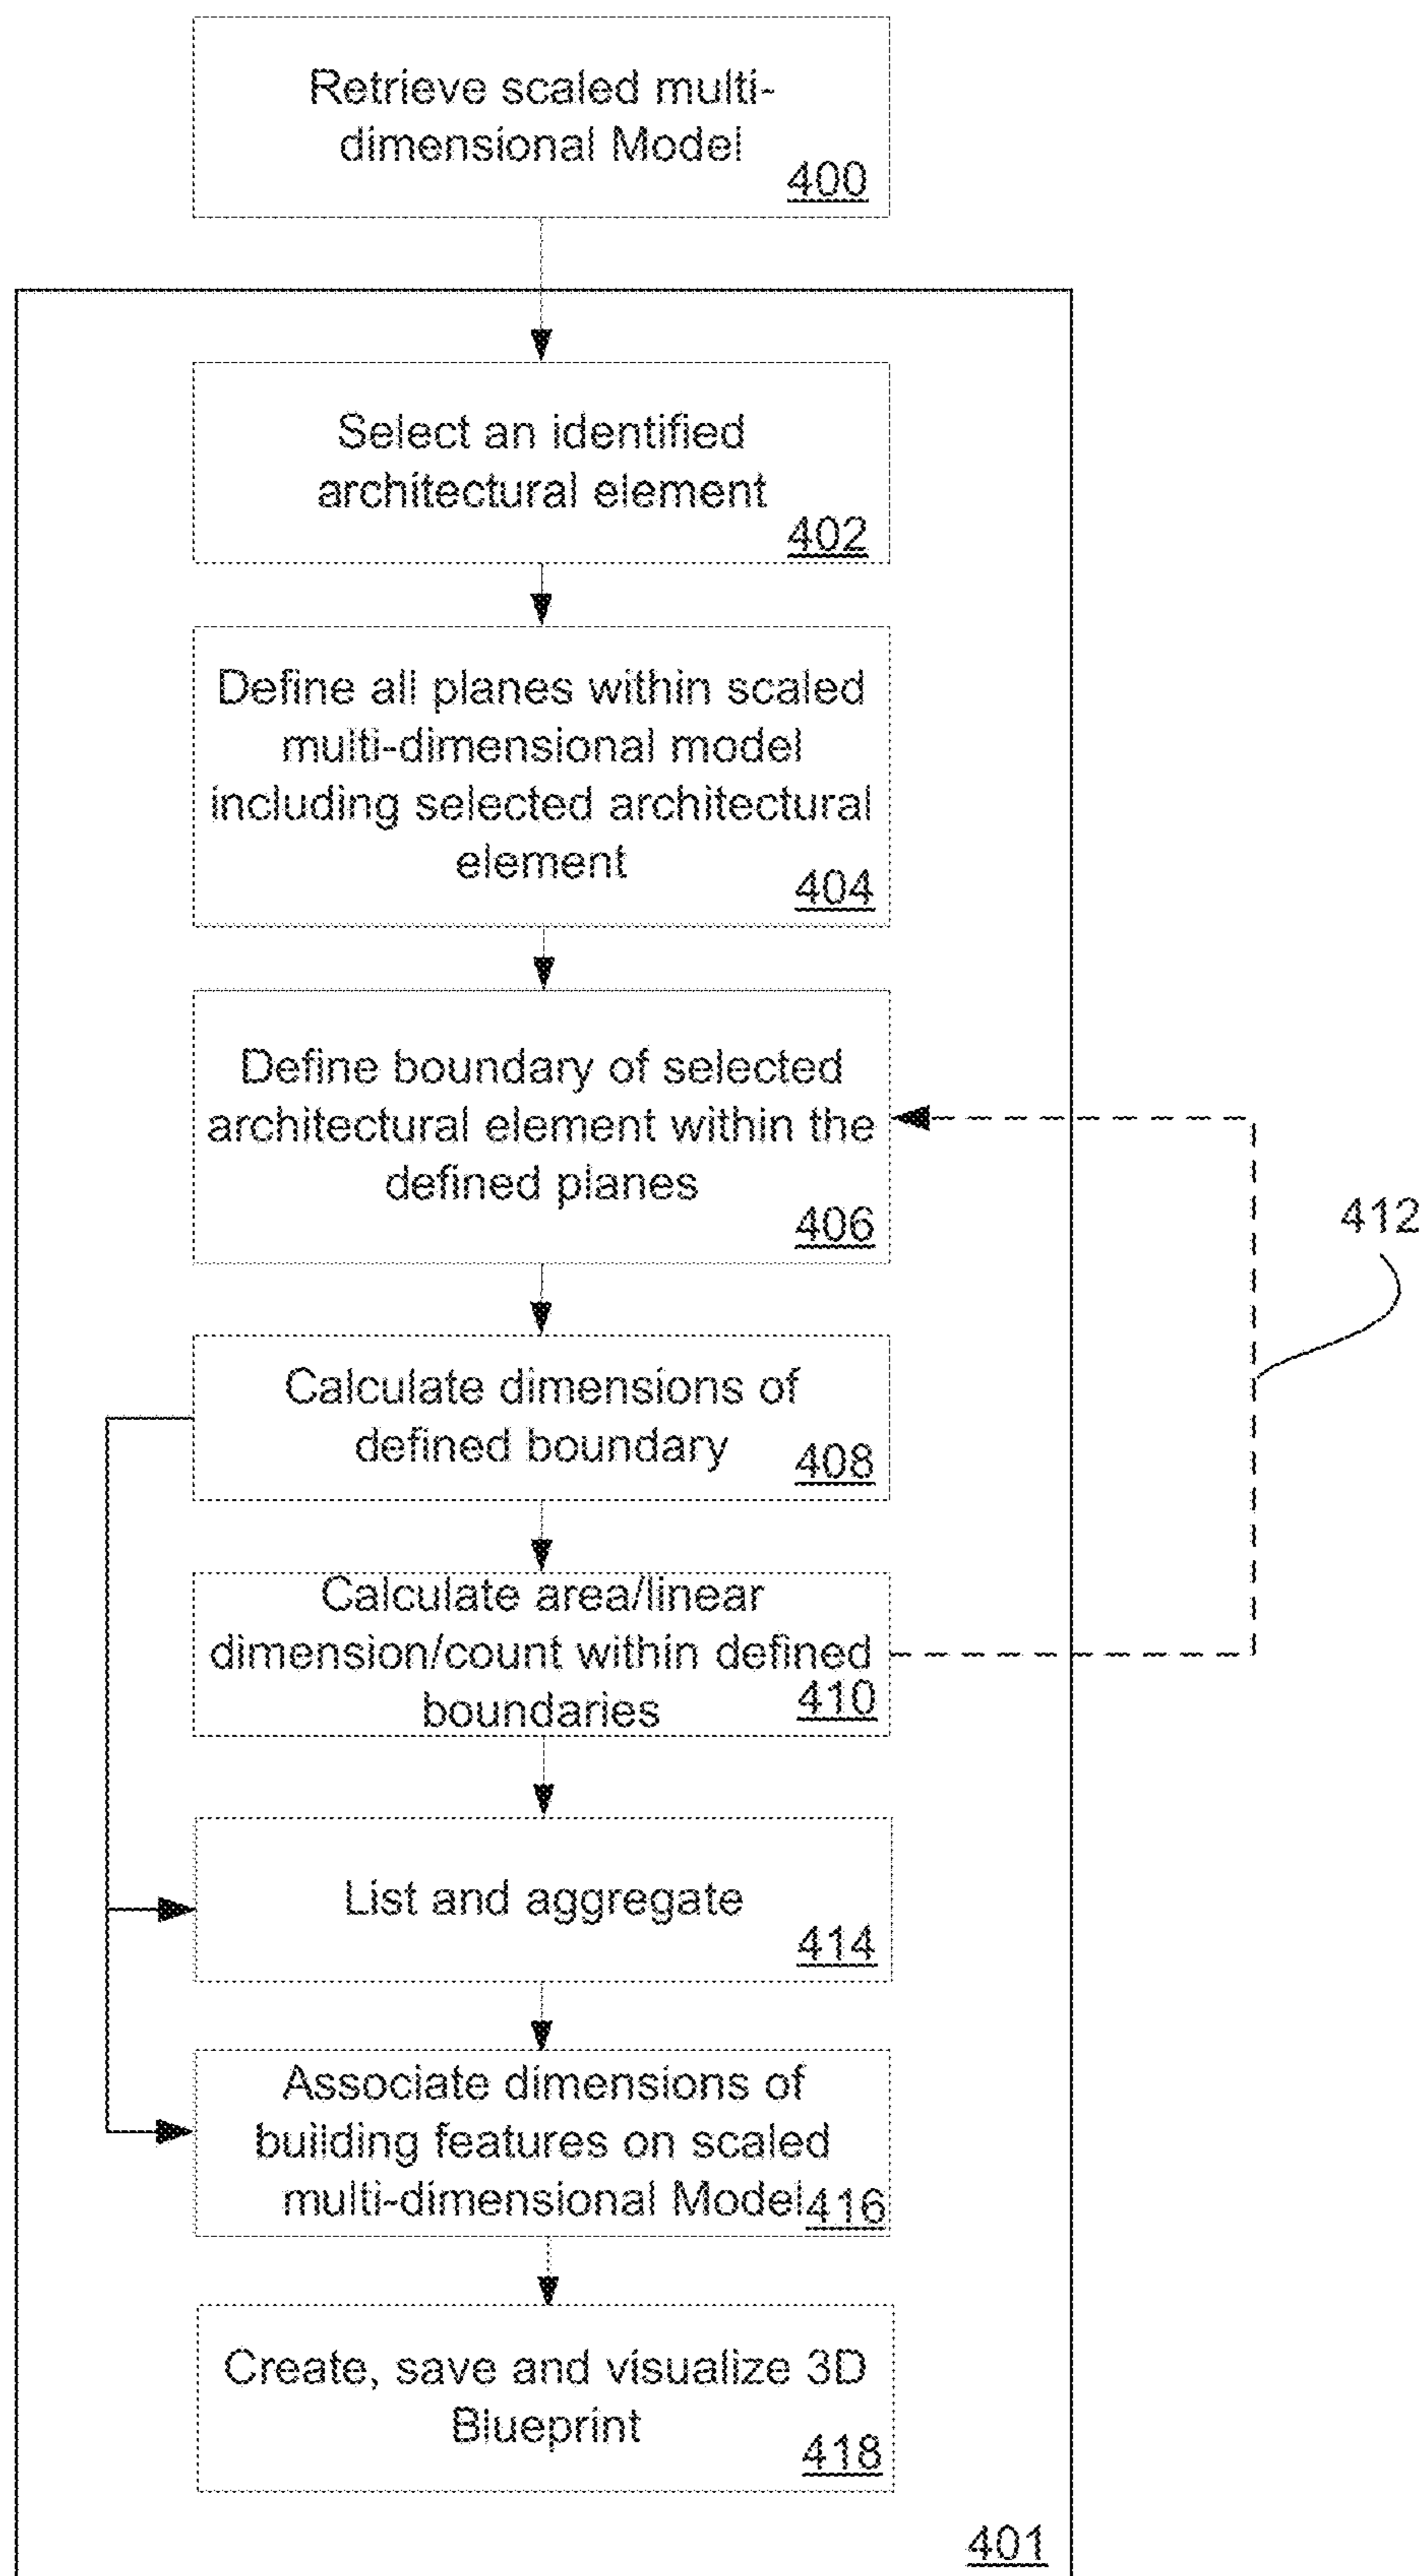 Retrieve scaled multi-
dimensional Model
400
Select an identified
architectural element
402
Define all planes within scaled
multi-dimensional model
including selected architectural
element
404
Define boundary of selected
architectural element within the
defined planes
406
412
Calculate dimensions of
defined boundary
408
Calculate area/linear
dimension/count within defined
boundaries
410
List and aggregate
414
Associate dimensions of
building features on scaled
multi-dimensional Model
416
Create, save and visualize 3D
Blueprint
418
401